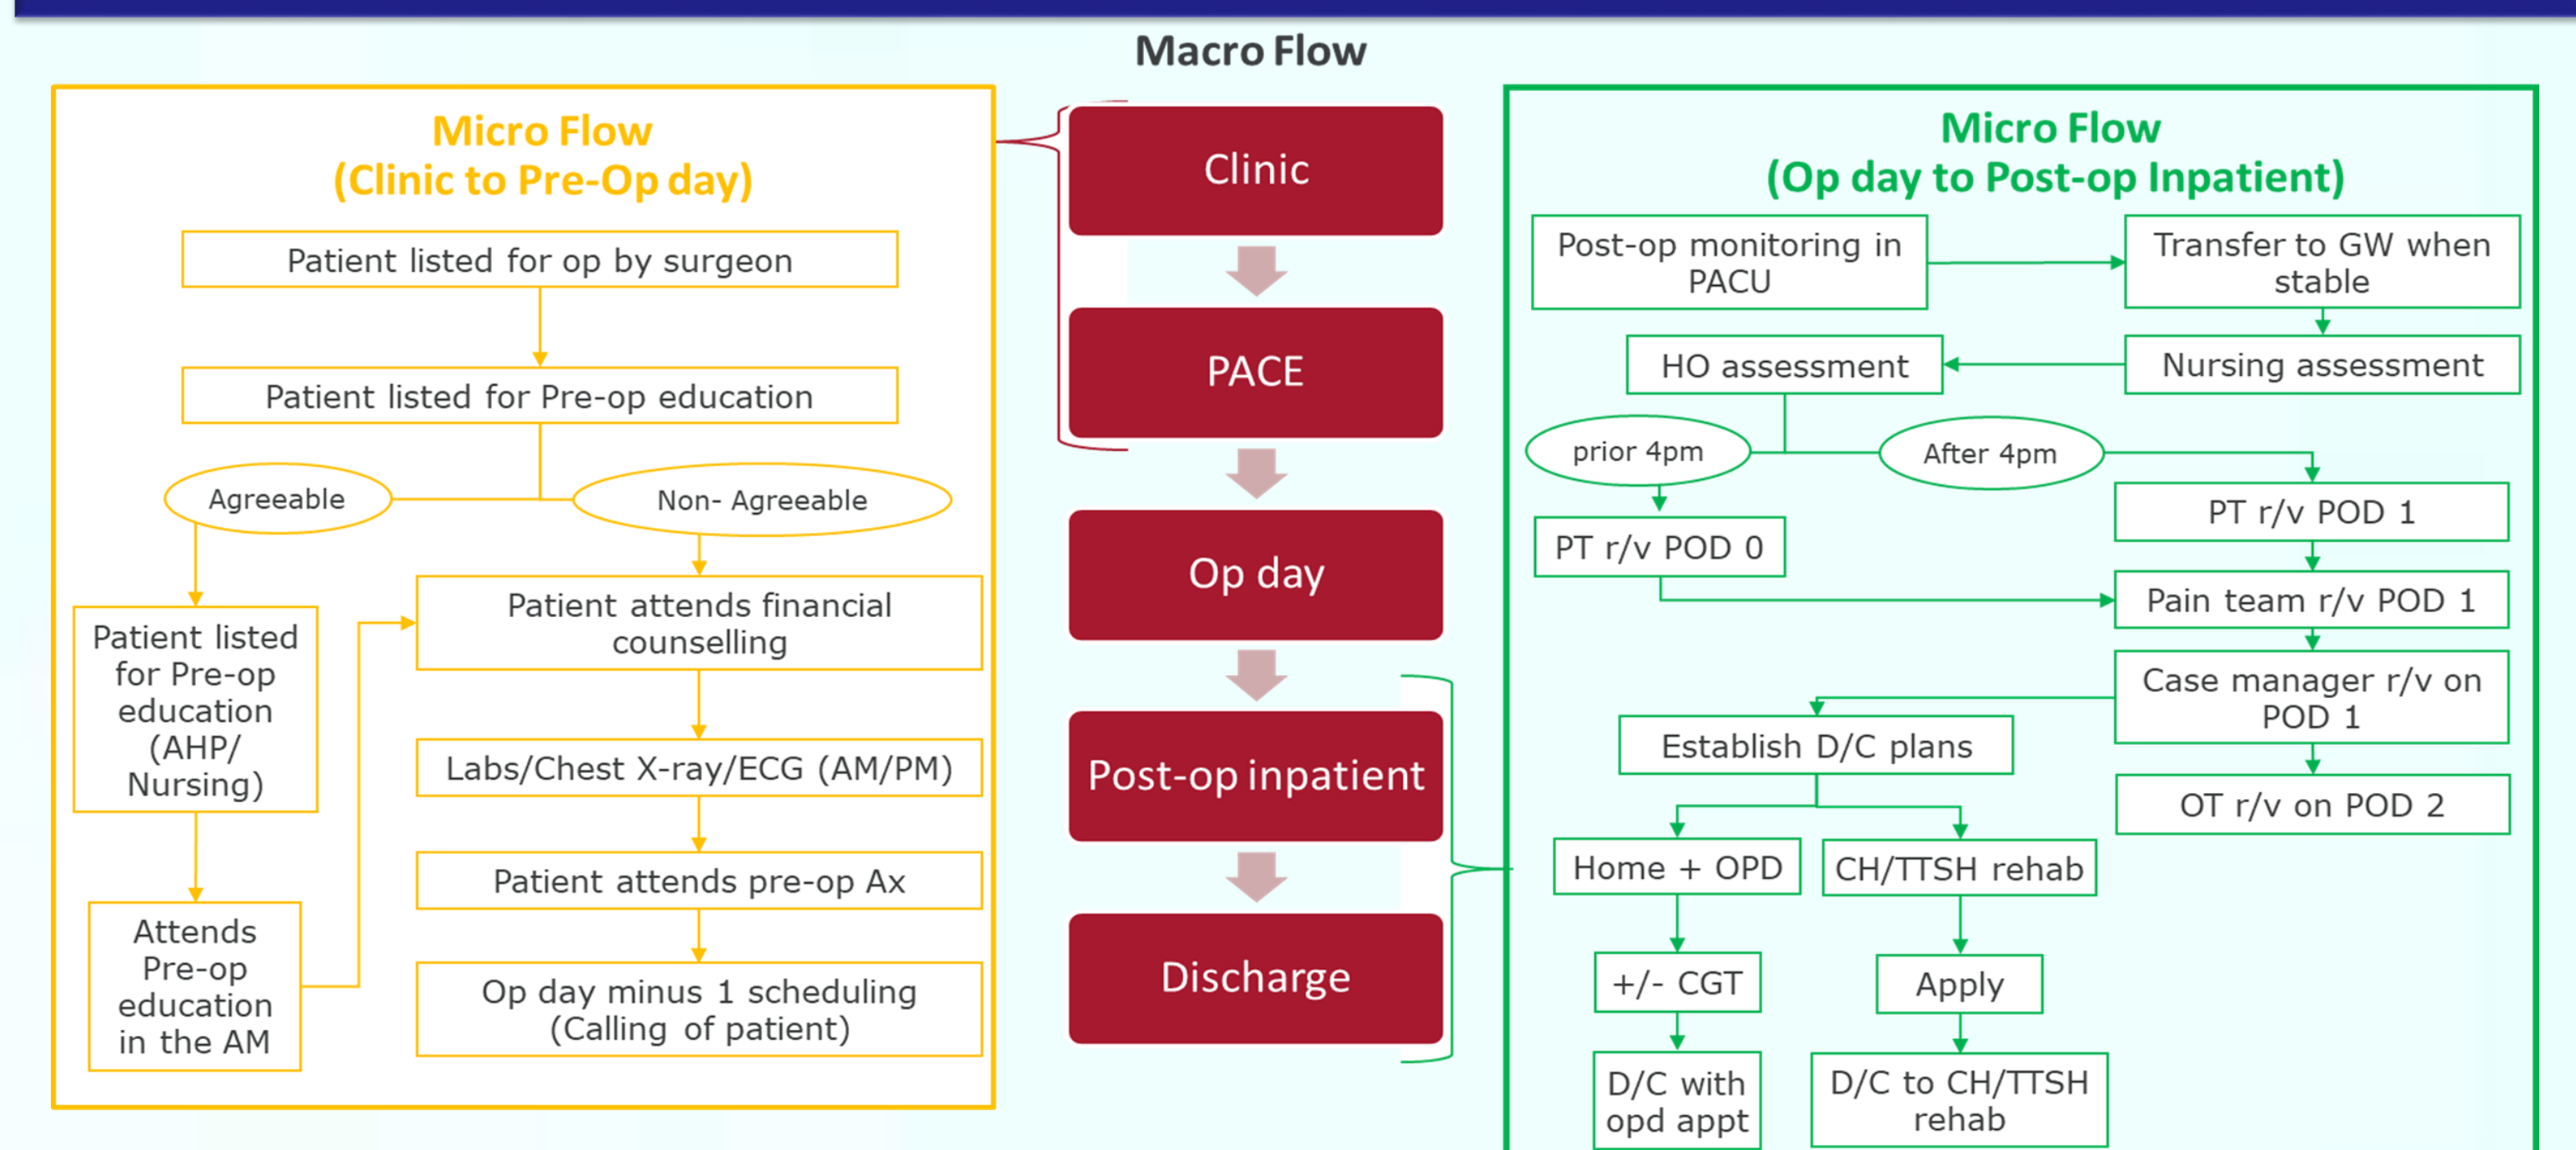 Macro Flow
Micro Flow
(Clinic to Pre-Op day)
Patient listed for op by surgeon
Patient listed for Pre-op education
Agreeable
Non- Agreeable
Patient listed
for Pre-op
education
(AHP/
Nursing)
Attends
Pre-op
education
in the AM
Patient attends financial
counselling
Labs/Chest X-ray/ECG (AM/PM)
Patient attends pre-op Ax
Op day minus 1 scheduling
(Calling of patient)
Clinic
PACE
Op day
Post-op inpatient
Discharge
Micro Flow
(Op day to Post-op Inpatient)
Post-op monitoring in
PACU
Transfer to GW when
stable
HO assessment
Nursing assessment
prior 4pm
After 4pm
PT r/v POD 0
PT r/v POD 1
Pain team r/v POD 1
Case manager r/v on
POD 1
Establish D/C plans
OT r/v on POD 2
Home + OPD
CH/TTSH rehab
+/- CGT
Apply
D/C with
opd appt
D/C to CH/TTSH
rehab